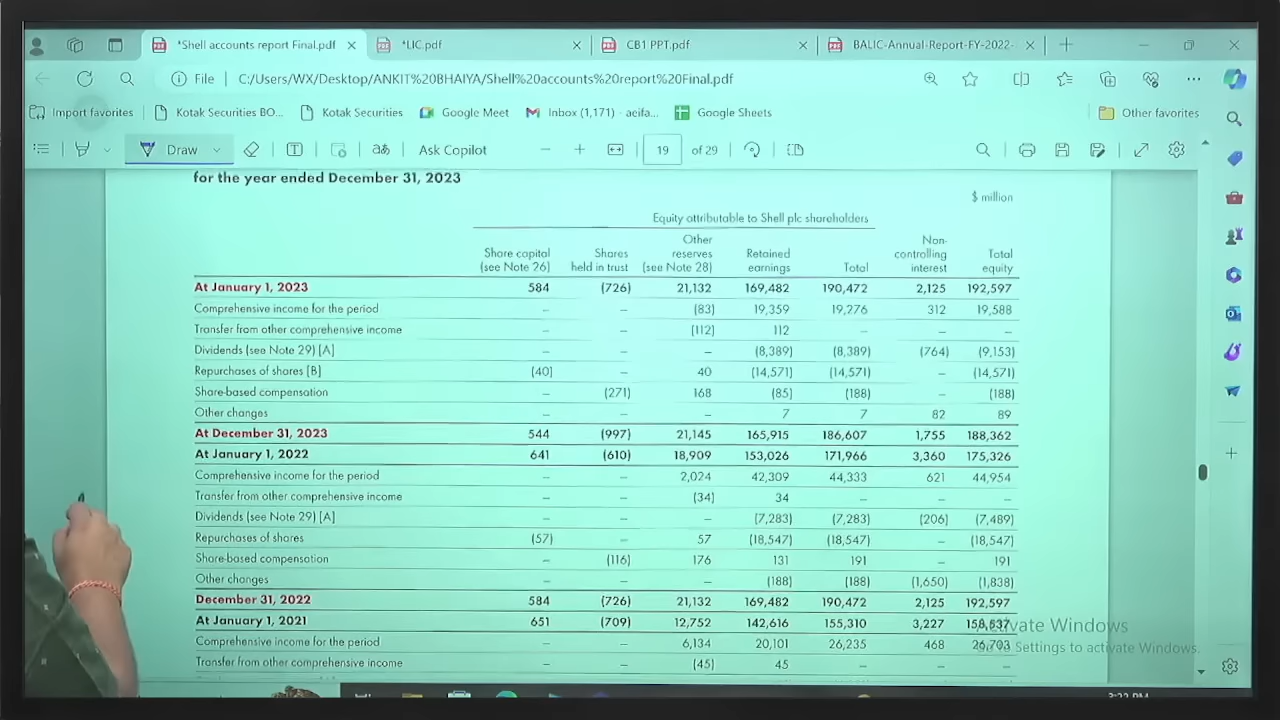 *Shell accounts report Final.pdf *LIC.pdf CB1 PPT.pdf BALIC-Annual-Report-FY-2022-
File C:/Users/WX/Desktop/ANKIT%20BHAIYA/Shell%20accounts%20report%20Final.pdf
Import favorites Kotak Securities BO... Kotak Securities Google Meet Inbox (1,171) - aeifa... Google Sheets Other favorites
Draw Ask Copilot 19 of 29
for the year ended December 31, 2023
$ million
Equity attributable to Shell plc shareholders
Share capital (see Note 26) Shares held in trust Other reserves (see Note 28) Retained earnings Total Non-controlling interest Total equity
At January 1, 2023 584 (726) 21,132 169,482 190,472 2,125 192,597
Comprehensive income for the period – – (83) 19,359 19,276 312 19,588
Transfer from other comprehensive income – – (112) 112 – – –
Dividends (see Note 29) [A] – – – (8,389) (8,389) (764) (9,153)
Repurchases of shares [B] (40) – 40 (14,571) (14,571) – (14,571)
Share-based compensation – (271) 168 (85) (188) – (188)
Other changes – – – 7 7 82 89
At December 31, 2023 544 (997) 21,145 165,915 186,607 1,755 188,362
At January 1, 2022 641 (610) 18,909 153,026 171,966 3,360 175,326
Comprehensive income for the period – – 2,024 42,309 44,333 621 44,954
Transfer from other comprehensive income – – (34) 34 – – –
Dividends (see Note 29) [A] – – – (7,283) (7,283) (206) (7,489)
Repurchases of shares (57) – 57 (18,547) (18,547) – (18,547)
Share-based compensation – (116) 176 131 191 – 191
Other changes – – – (188) (188) (1,650) (1,838)
December 31, 2022 584 (726) 21,132 169,482 190,472 2,125 192,597
At January 1, 2021 651 (709) 12,752 142,616 155,310 3,227 158,537
Activate Windows
Comprehensive income for the period – – 6,134 20,101 26,235 468 26,703
Go to Settings to activate Windows.
Transfer from other comprehensive income – – (45) 45 – – –
3:22 PM